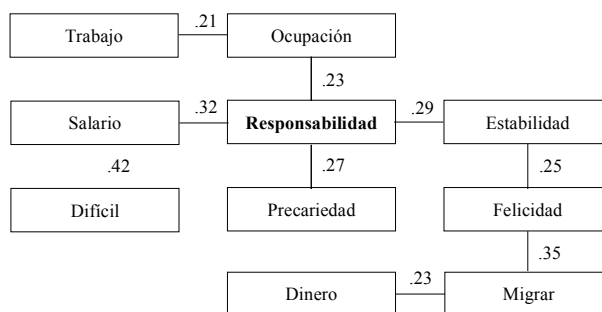 .21
Trabajo
Ocupación
.23
.32
.29
Salario
Responsabilidad
Estabilidad
.42
.27
.25
Difícil
Precariedad
Felicidad
.35
.23
Dinero
Migrar